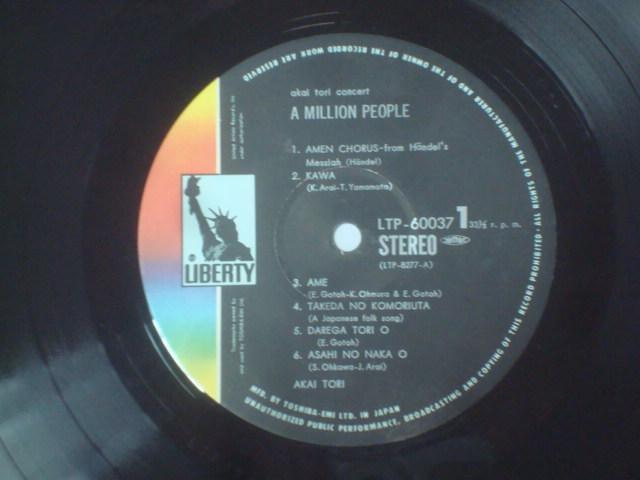 akai tori concert
A MILLION PEOPLE
1. AMEN CHORUS-from Händel's
Messiah (Händel)
2. KAWA
(K. Arai-T. Yamamoto)
LTP-60037 1 33⅓ r. p. m.
STEREO
(LTP-8277-A)
LIBERTY
3. AME
(E. Gotoh-K. Ohmura & E. Gotoh)
4. TAKEDA NO KOMORIUTA
(A Japanese folk song)
5. DAREGA TORI O
(E. Gotoh)
6. ASAHI NO NAKA O
(S. Ohkawa-J. Arai)
AKAI TORI
MFD. BY TOSHIBA-EMI LTD. IN JAPAN
ALL RIGHTS OF THE MANUFACTURER AND OF THE OWNER OF THE RECORDED WORK ARE RESERVED
UNAUTHORIZED PUBLIC PERFORMANCE, BROADCASTING AND COPYING OF THIS RECORD PROHIBITED·